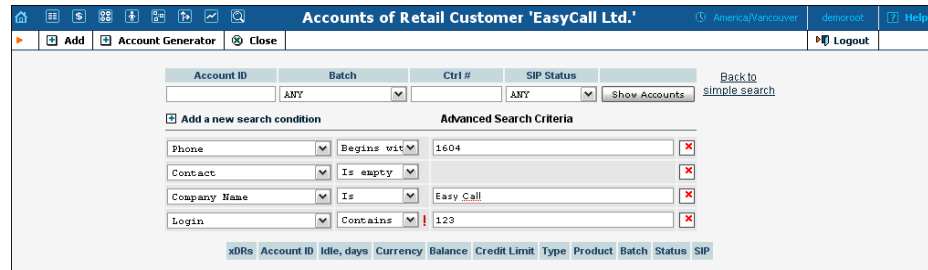 Accounts of Retail Customer 'EasyCall Ltd.' America/Vancouver demoroot ? Help
Add Account Generator Close Logout
Account ID Batch Ctrl # SIP Status
ANY ANY Show Accounts
Back to
simple search
Add a new search condition Advanced Search Criteria
Phone Begins wit 1604
Contact Is empty
Company Name Is Easy Call
Login Contains ! 123
xDRs Account ID Idle, days Currency Balance Credit Limit Type Product Batch Status SIP